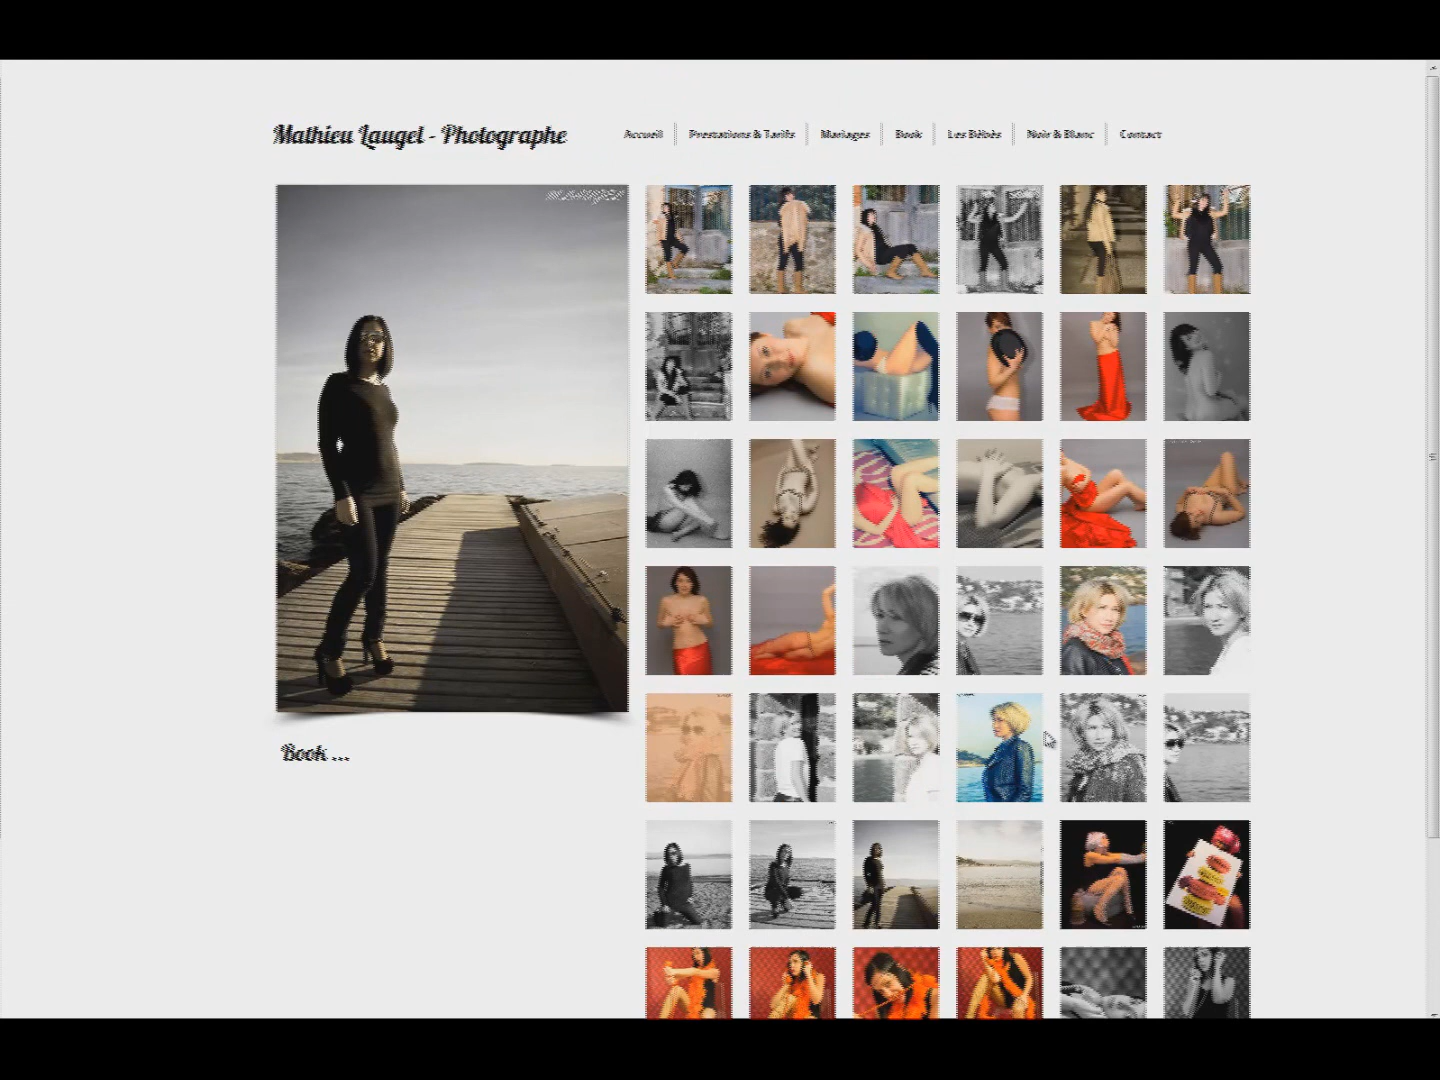 Mathieu Laugel - Photographe
Accueil
Prestations & Tarifs
Mariages
Book
Les Bébés
Noir & Blanc
Contact
Book ...